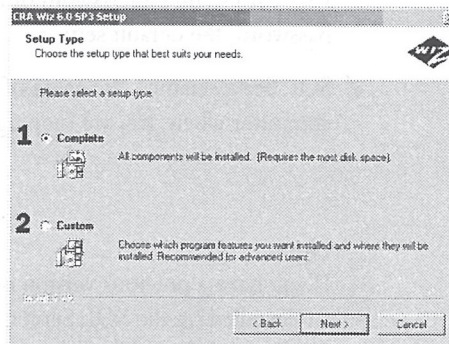 CRA Wiz 6.0 SP3 Setup
Setup Type
Choose the setup type that best suits your needs.
WIZ
Please select a setup type.
1 Complete
All components will be installed. (Requires the most disk space)
2 Custom
Choose which program features you want installed and where they will be
installed. Recommended for advanced users.
< Back
Next >
Cancel